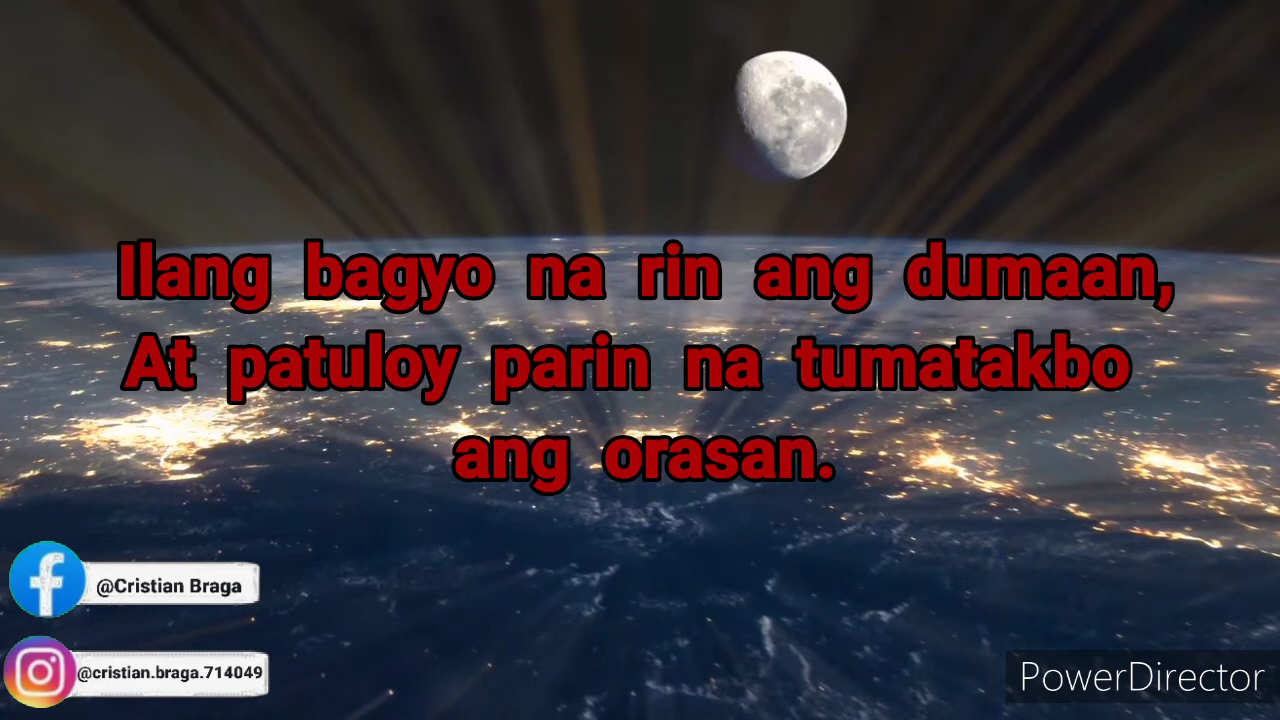 Ilang bagyo na rin ang dumaan,
At patuloy parin na tumatakbo
ang orasan.
@Cristian Braga
@cristian.braga.714049
PowerDirector